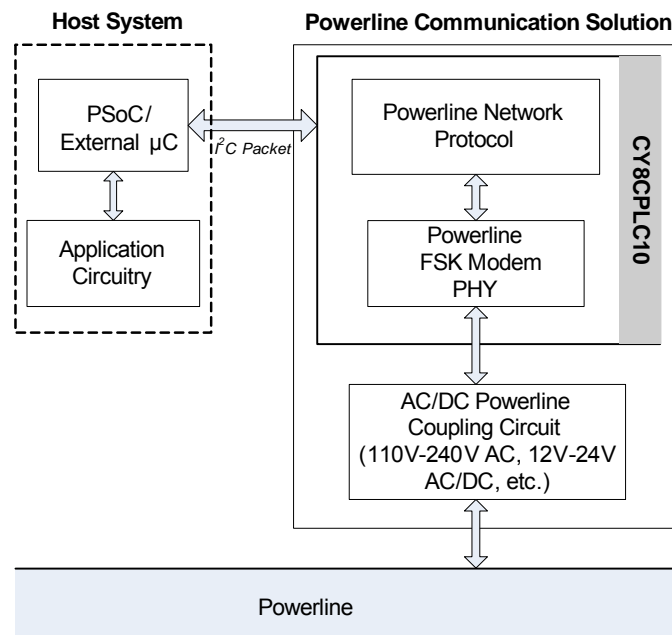 Host System
Powerline Communication Solution
PSoC/
External µC
I²C Packet
Application
Circuitry
Powerline Network
Protocol
Powerline
FSK Modem
PHY
CY8CPLC10
AC/DC Powerline
Coupling Circuit
(110V-240V AC, 12V-24V
AC/DC, etc.)
Powerline